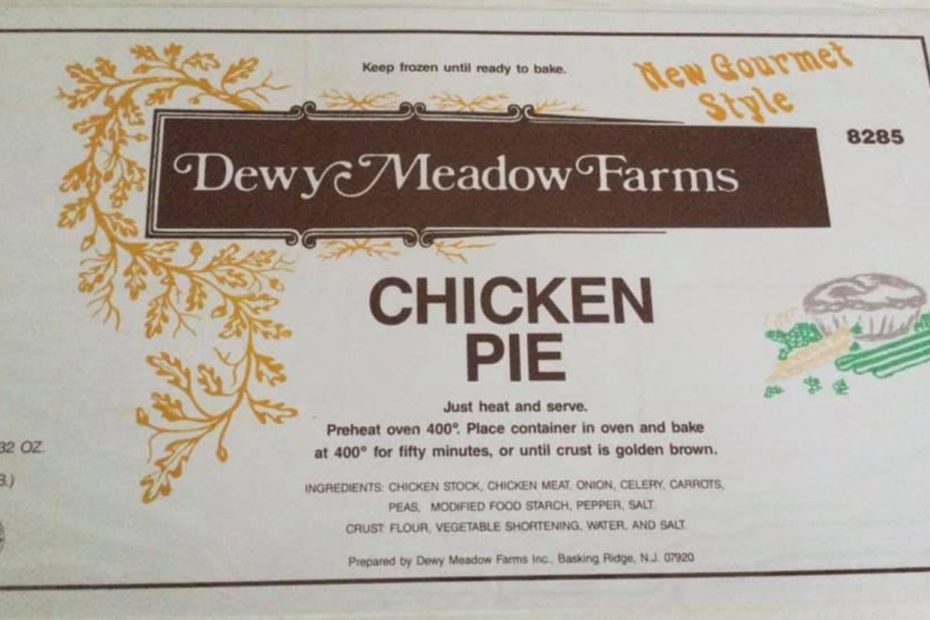 Keep frozen until ready to bake.
New Gourmet
Style
8285
Dewy Meadow Farms
CHICKEN
PIE
Just heat and serve.
Preheat oven 400°. Place container in oven and bake
at 400° for fifty minutes, or until crust is golden brown.
32 OZ.
INGREDIENTS: CHICKEN STOCK, CHICKEN MEAT, ONION, CELERY, CARROTS,
PEAS, MODIFIED FOOD STARCH, PEPPER, SALT.
CRUST: FLOUR, VEGETABLE SHORTENING, WATER, AND SALT.
Prepared by Dewy Meadow Farms Inc., Basking Ridge, N.J. 07920